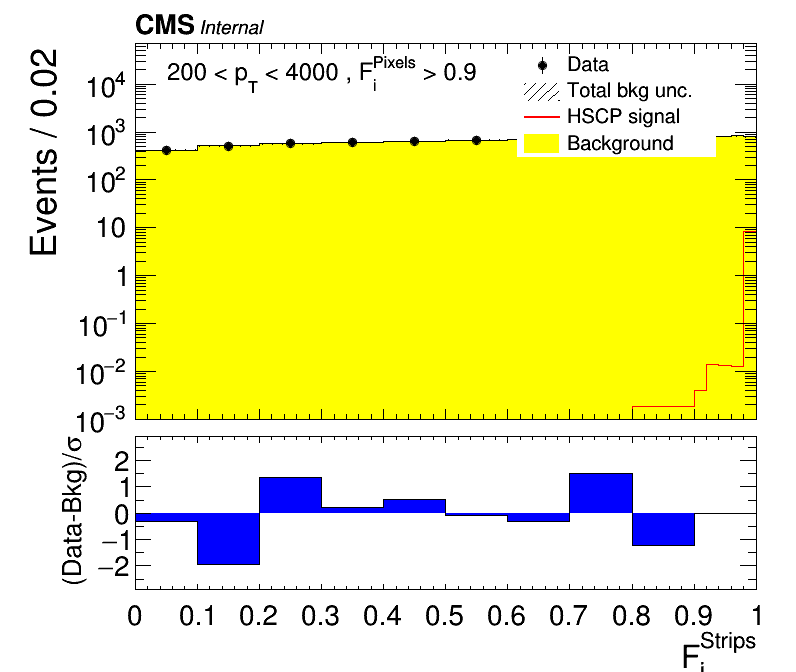 CMS Internal
200 < p_T < 4000 , F_i^Pixels > 0.9
Data
Total bkg unc.
HSCP signal
Background
Events / 0.02
10^4
10^3
10^2
10
1
10^−1
10^−2
10^−3
(Data-Bkg)/σ
2
1
0
−1
−2
0 0.1 0.2 0.3 0.4 0.5 0.6 0.7 0.8 0.9 1
F_i^Strips